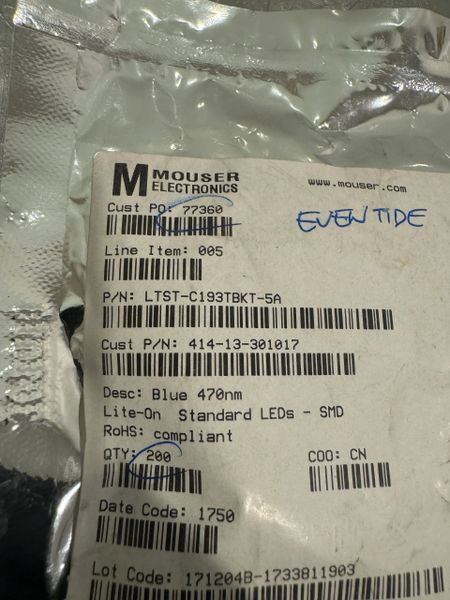 M MOUSER ELECTRONICS
www.mouser.com
Cust PO: 77360
EVENTIDE
Line Item: 005
P/N: LTST-C193TBKT-5A
Cust P/N: 414-13-301017
Desc: Blue 470nm
Lite-On Standard LEDs - SMD
RoHS: compliant
QTY: 200 COO: CN
Date Code: 1750
Lot Code: 171204B-1733811903